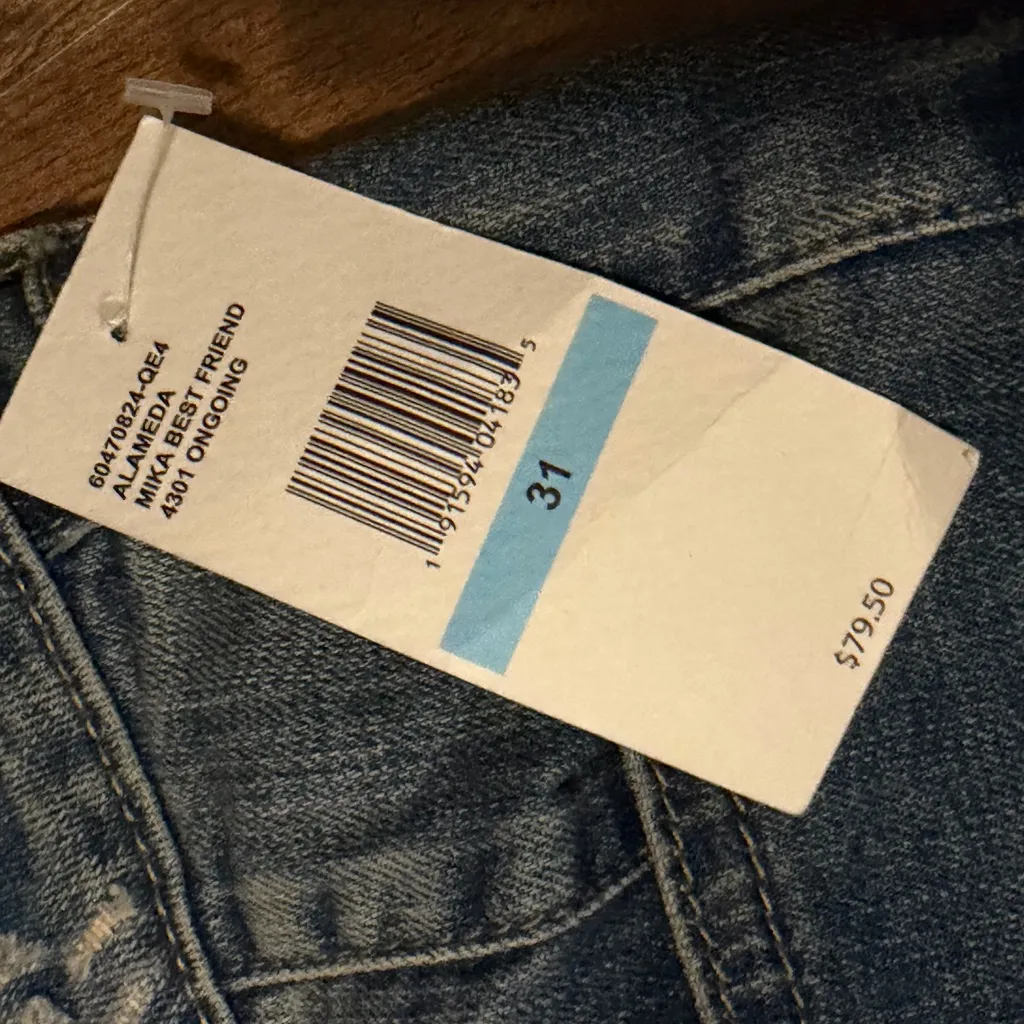 60470824-QE4
ALAMEDA
MIKA BEST FRIEND
4301 ONGOING
1 91594 04183 5
31
$79.50